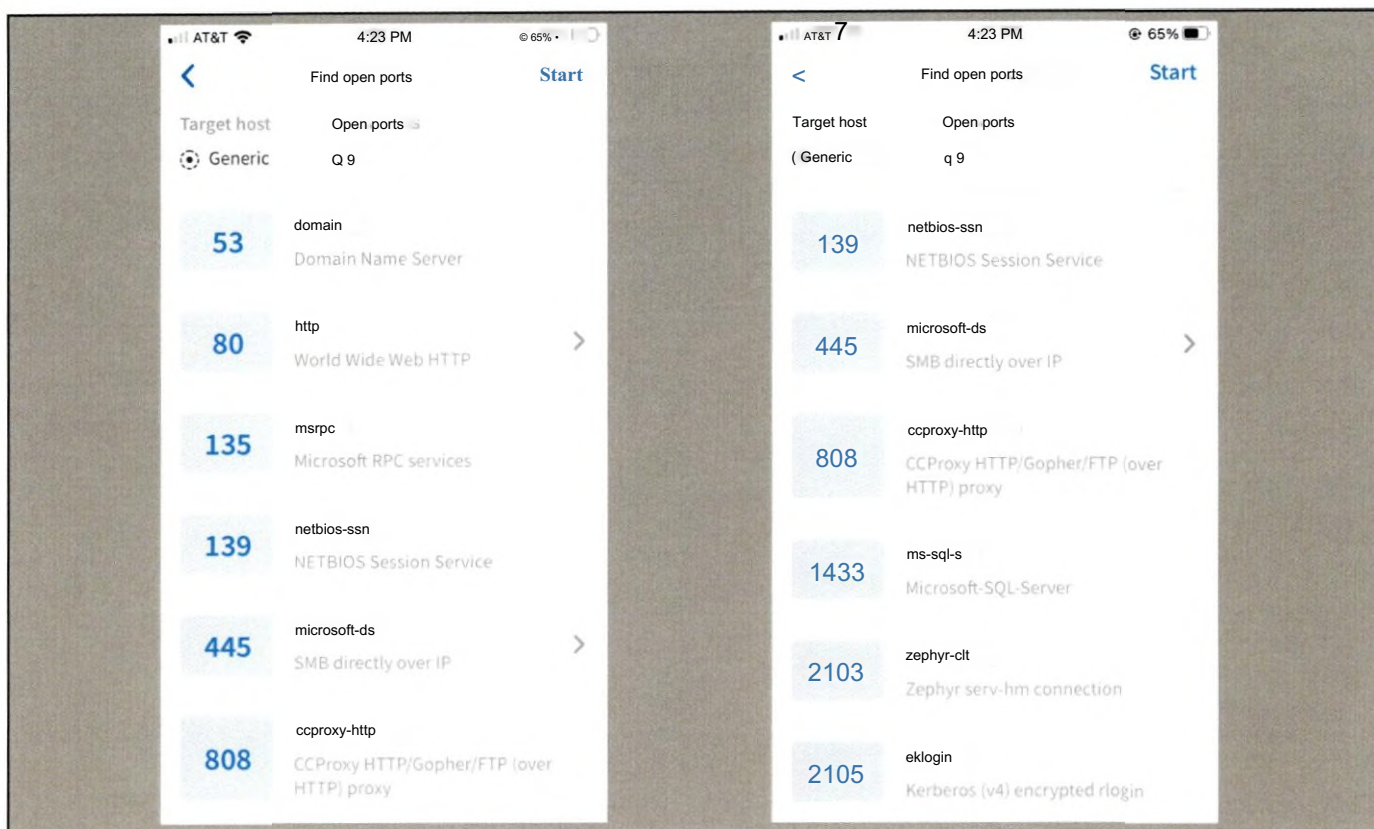 AT&T 4:23 PM © 65% •
Find open ports Start
Target host Open ports
Generic Q 9
53 domain
Domain Name Server
80 http
World Wide Web HTTP
135 msrpc
Microsoft RPC services
139 netbios-ssn
NETBIOS Session Service
445 microsoft-ds
SMB directly over IP
808 ccproxy-http
CCProxy HTTP/Gopher/FTP (over
HTTP) proxy
AT&T 7 4:23 PM 65%
< Find open ports Start
Target host Open ports
( Generic q 9
139 netbios-ssn
NETBIOS Session Service
445 microsoft-ds
SMB directly over IP
808 ccproxy-http
CCProxy HTTP/Gopher/FTP (over
HTTP) proxy
1433 ms-sql-s
Microsoft-SQL-Server
2103 zephyr-clt
Zephyr serv-hm connection
2105 eklogin
Kerberos (v4) encrypted rlogin